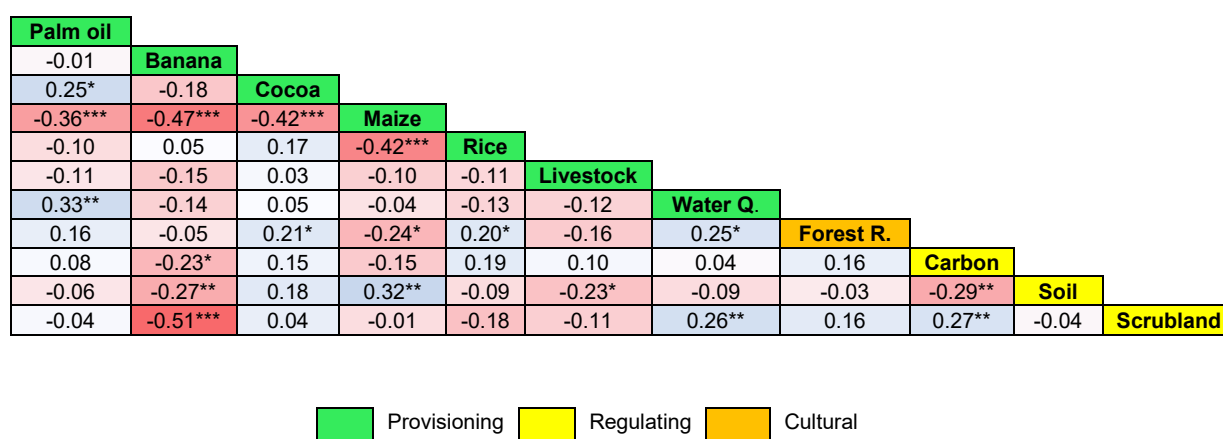 Palm oil
-0.01 Banana
0.25* -0.18 Cocoa
-0.36*** -0.47*** -0.42*** Maize
-0.10 0.05 0.17 -0.42*** Rice
-0.11 -0.15 0.03 -0.10 -0.11 Livestock
0.33** -0.14 0.05 -0.04 -0.13 -0.12 Water Q.
0.16 -0.05 0.21* -0.24* 0.20* -0.16 0.25* Forest R.
0.08 -0.23* 0.15 -0.15 0.19 0.10 0.04 0.16 Carbon
-0.06 -0.27** 0.18 0.32** -0.09 -0.23* -0.09 -0.03 -0.29** Soil
-0.04 -0.51*** 0.04 -0.01 -0.18 -0.11 0.26** 0.16 0.27** -0.04 Scrubland
Provisioning Regulating Cultural